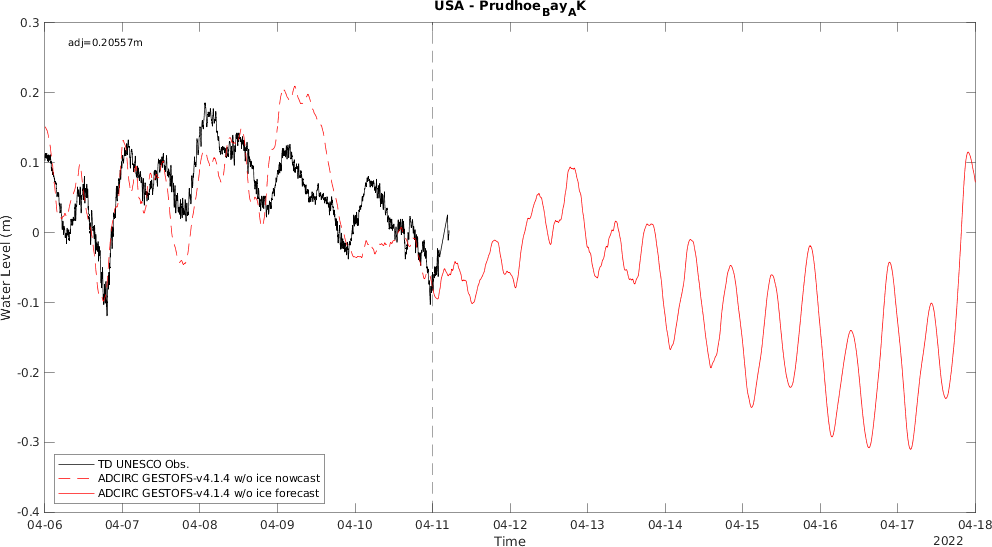 USA - Prudhoe_Bay_AK
adj=0.20557m
0.3
0.2
0.1
0
-0.1
-0.2
-0.3
-0.4
Water Level (m)
TD UNESCO Obs.
ADCIRC GESTOFS-v4.1.4 w/o ice nowcast
ADCIRC GESTOFS-v4.1.4 w/o ice forecast
04-06 04-07 04-08 04-09 04-10 04-11 04-12 04-13 04-14 04-15 04-16 04-17 04-18
Time
2022